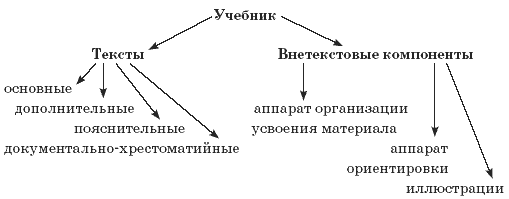 Учебник
Тексты
Внетекстовые компоненты
основные
дополнительные
пояснительные
документально-хрестоматийные
аппарат организации
усвоения материала
аппарат
ориентировки
иллюстрации